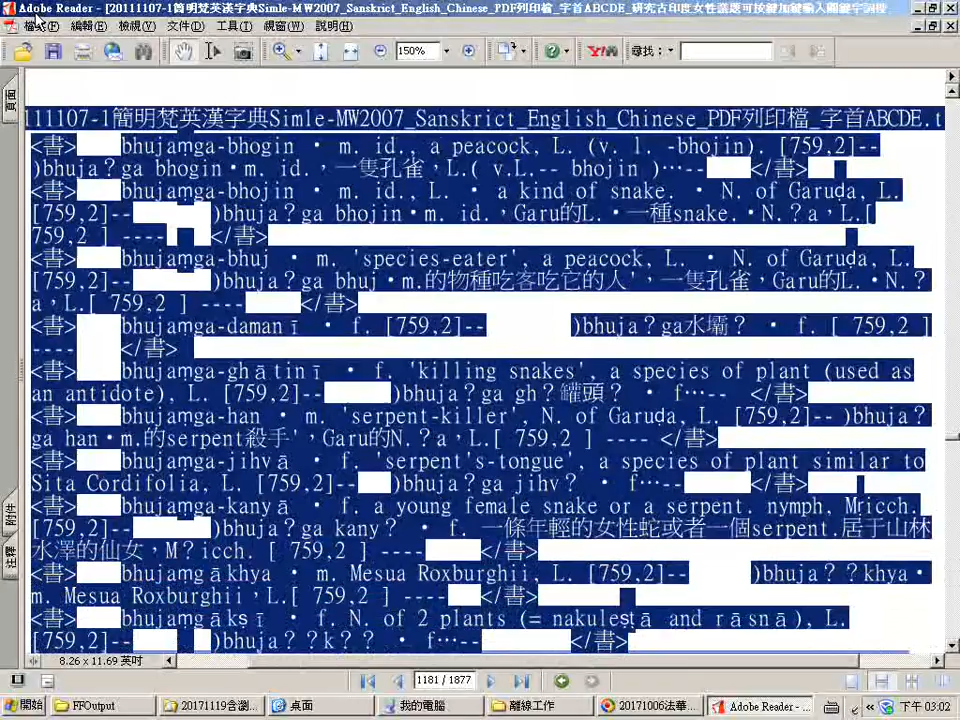 Adobe Reader - [20111107-1簡明梵英漢字典Simle-MW2007_Sanskrict_English_Chinese_PDF列印檔_字首ABCDE_研究古印度女性議題可按鍵加鍵輸入關鍵字詞搜
檔案(F) 編輯(E) 檢視(V) 文件(D) 工具(T) 視窗(W) 說明(H)
150% Y! 尋找:
頁面
111107-1簡明梵英漢字典Simle-MW2007_Sanskrict_English_Chinese_PDF列印檔_字首ABCDE.t
<書> bhujaṃga-bhogin ‧ m. id., a peacock, L. (v. l. -bhojin). [759,2]--
)bhuja？ga bhogin‧m. id.，一隻孔雀，L.( v.L-- bhojin )…-- </書>
<書> bhujaṃga-bhojin ‧ m. id., L. ‧ a kind of snake. ‧ N. of Garuḍa, L.
[759,2]-- )bhuja？ga bhojin‧m. id.，Garu的L.‧一種snake.‧N.？a，L.[
759,2 ] ---- </書>
<書> bhujaṃga-bhuj ‧ m. 'species-eater', a peacock, L. ‧ N. of Garuḍa, L.
[759,2]-- )bhuja？ga bhuj‧m.的物種吃客吃它的人'，一隻孔雀，Garu的L.‧N.？
a，L.[ 759,2 ] ---- </書>
<書> bhujaṃga-damanī ‧ f. [759,2]-- )bhuja？ga水壩？ ‧ f. [ 759,2 ]
---- </書>
<書> bhujaṃga-ghātinī ‧ f. 'killing snakes', a species of plant (used as
an antidote), L. [759,2]-- )bhuja？ga gh？罐頭？ ‧ f…-- </書>
<書> bhujaṃga-han ‧ m. 'serpent-killer', N. of Garuḍa, L. [759,2]-- )bhuja？
ga han‧m.的serpent殺手'，Garu的N.？a，L.[ 759,2 ] ---- </書>
<書> bhujaṃga-jihvā ‧ f. 'serpent's-tongue', a species of plant similar to
Sita Cordifolia, L. [759,2]-- )bhuja？ga jihv？ ‧ f…-- </書>
<書> bhujaṃga-kanyā ‧ f. a young female snake or a serpent. nymph, Mṛicch.
[759,2]-- )bhuja？ga kany？ ‧ f. 一條年輕的女性蛇或者一個serpent.居于山林
水澤的仙女，M？icch. [ 759,2 ] ---- </書>
<書> bhujaṃgākhya ‧ m. Mesua Roxburghii, L. [759,2]-- )bhuja？？khya‧
m. Mesua Roxburghii，L.[ 759,2 ] ---- </書>
<書> bhujaṃgākṣī ‧ f. N. of 2 plants (= nakuleṣṭā and rāsnā), L.
[759,2]-- )bhuja？？k？？ ‧ f…-- </書>
附件
注釋
8.26 x 11.69 英吋
1181 / 1877
開始 FFOutput 20171119含瀏 桌面 我的電腦 離線工作 20171006法華 Adobe Reader - [ 下午 03:02